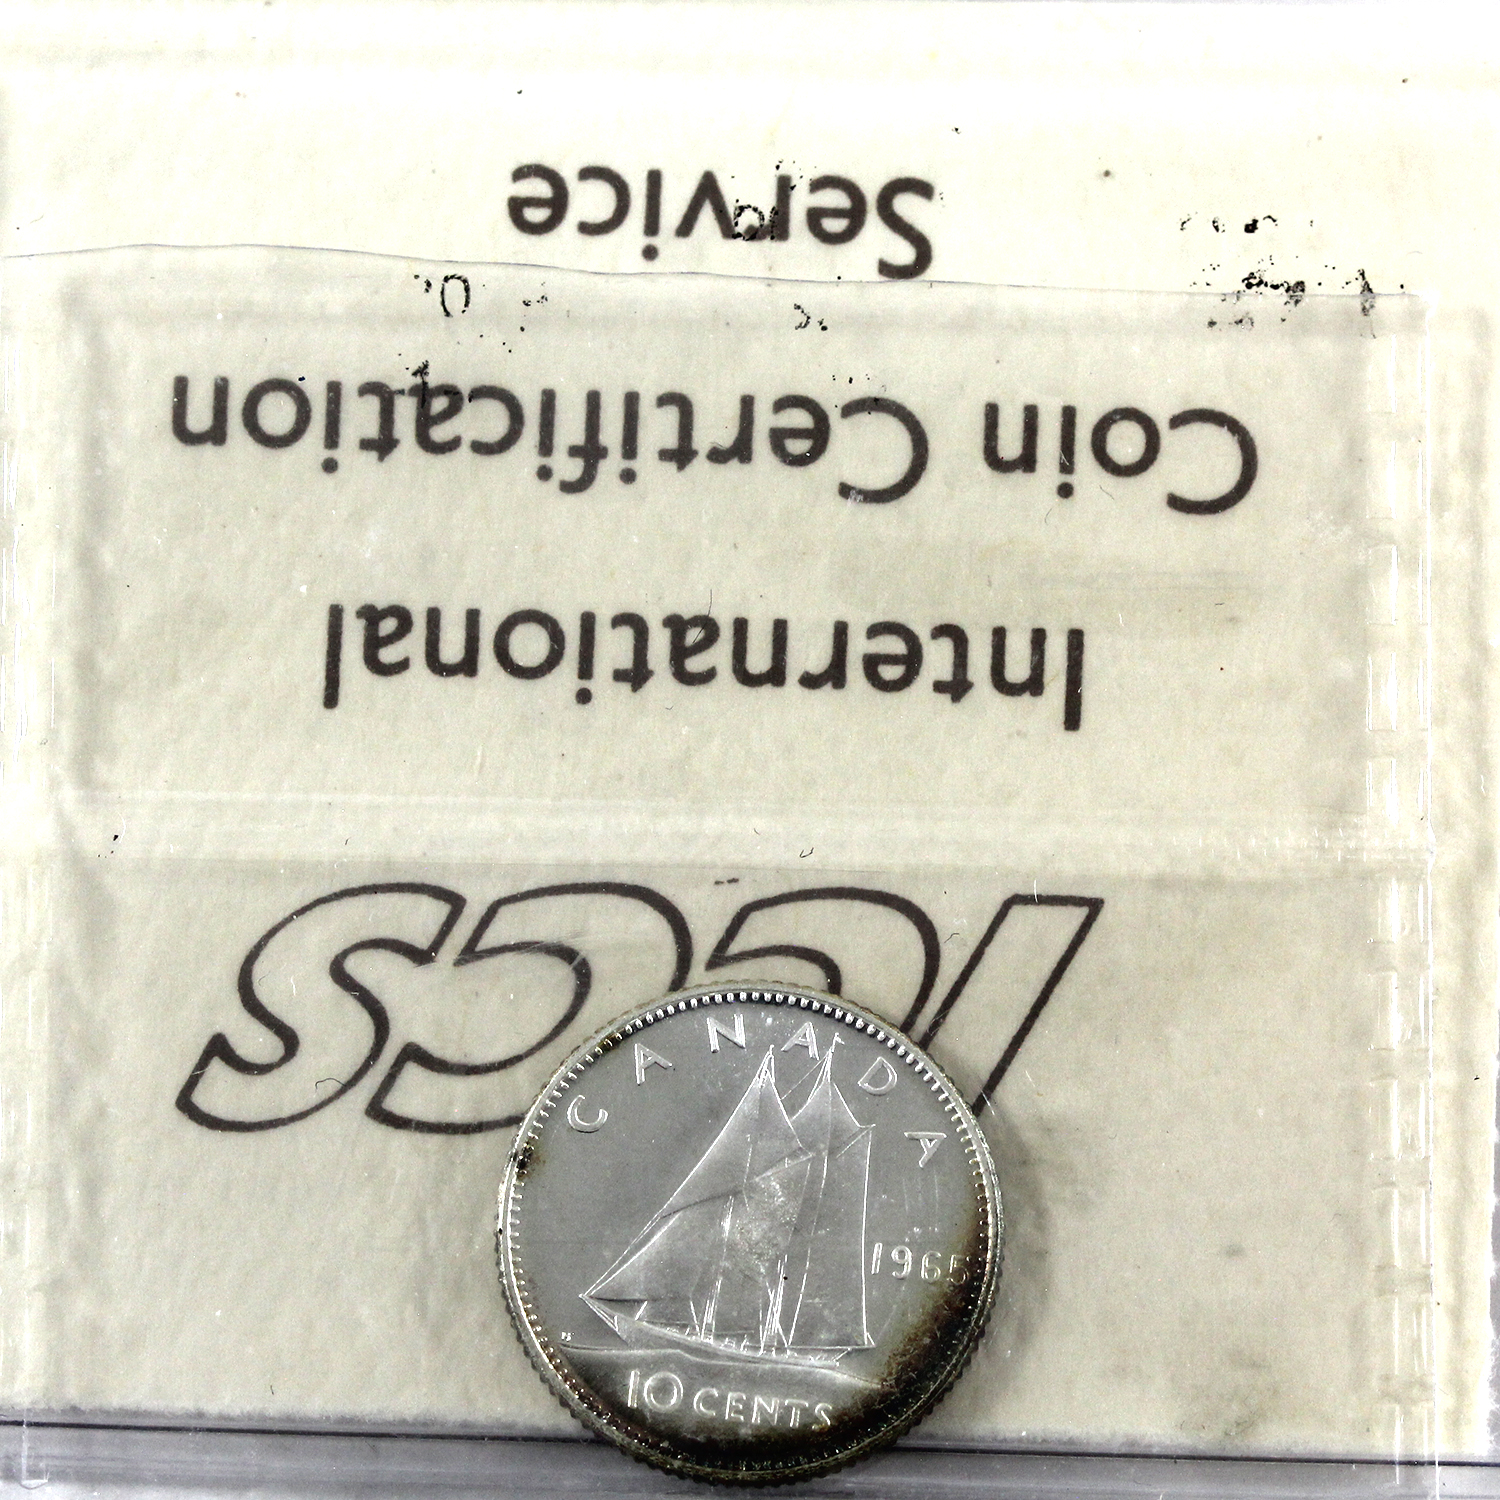 ICCS
International
Coin Certification
Service
CANADA
1965
10 CENTS